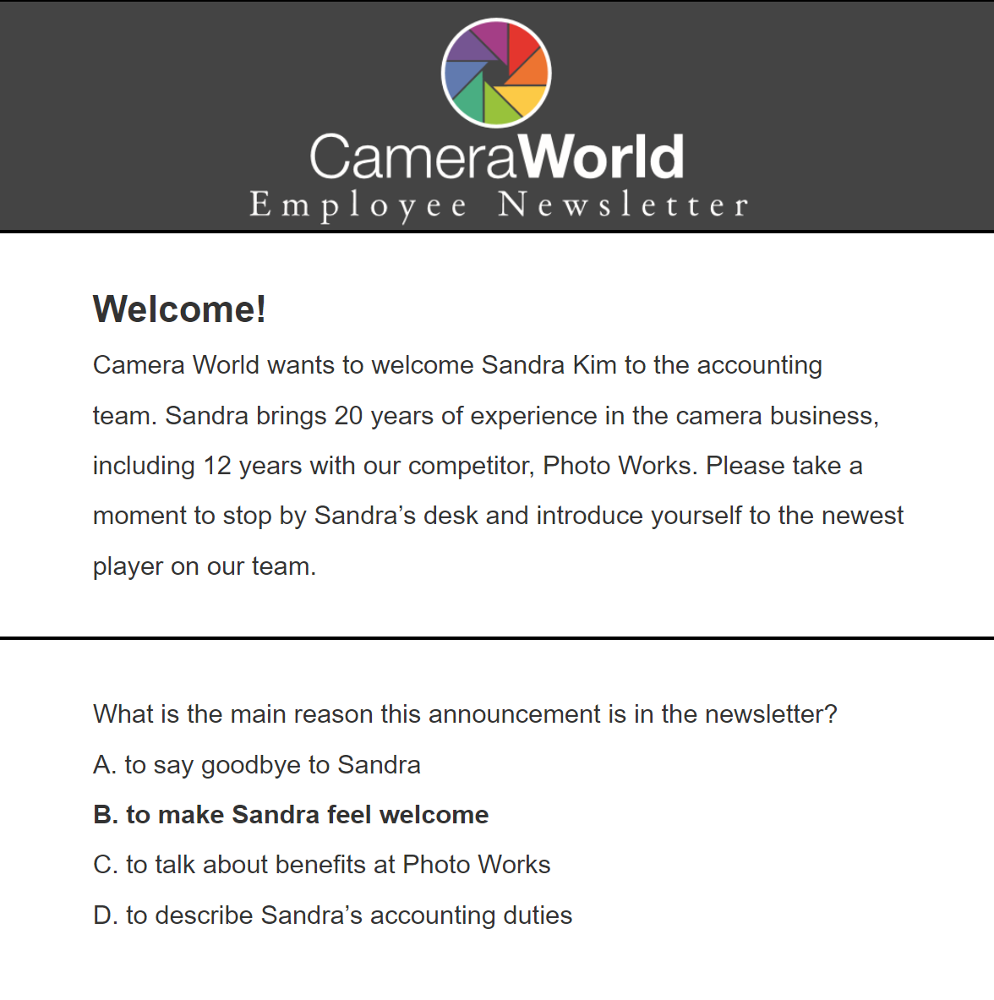 CameraWorld
Employee Newsletter
Welcome!
Camera World wants to welcome Sandra Kim to the accounting
team. Sandra brings 20 years of experience in the camera business,
including 12 years with our competitor, Photo Works. Please take a
moment to stop by Sandra’s desk and introduce yourself to the newest
player on our team.
What is the main reason this announcement is in the newsletter?
A. to say goodbye to Sandra
B. to make Sandra feel welcome
C. to talk about benefits at Photo Works
D. to describe Sandra’s accounting duties